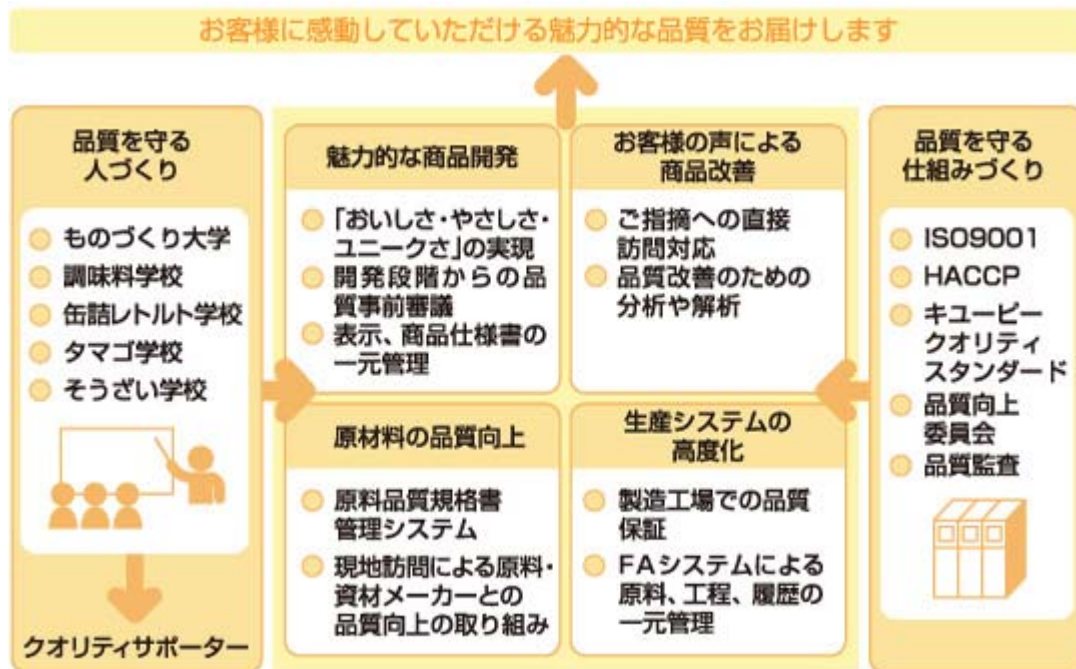 お客様に感動していただける魅力的な品質をお届けします
品質を守る
人づくり
ものづくり大学
調味料学校
缶詰レトルト学校
タマゴ学校
そうざい学校
クオリティサポーター
魅力的な商品開発
「おいしさ・やさしさ・
ユニークさ」の実現
開発段階からの品
質事前審議
表示、商品仕様書の
一元管理
お客様の声による
商品改善
ご指摘への直接
訪問対応
品質改善のための
分析や解析
原材料の品質向上
原料品質規格書
管理システム
現地訪問による原料・
資材メーカーとの
品質向上の取り組み
生産システムの
高度化
製造工場での品質
保証
FAシステムによる
原料、工程、履歴の
一元管理
品質を守る
仕組みづくり
ISO9001
HACCP
キユーピー
クオリティ
スタンダード
品質向上
委員会
品質監査